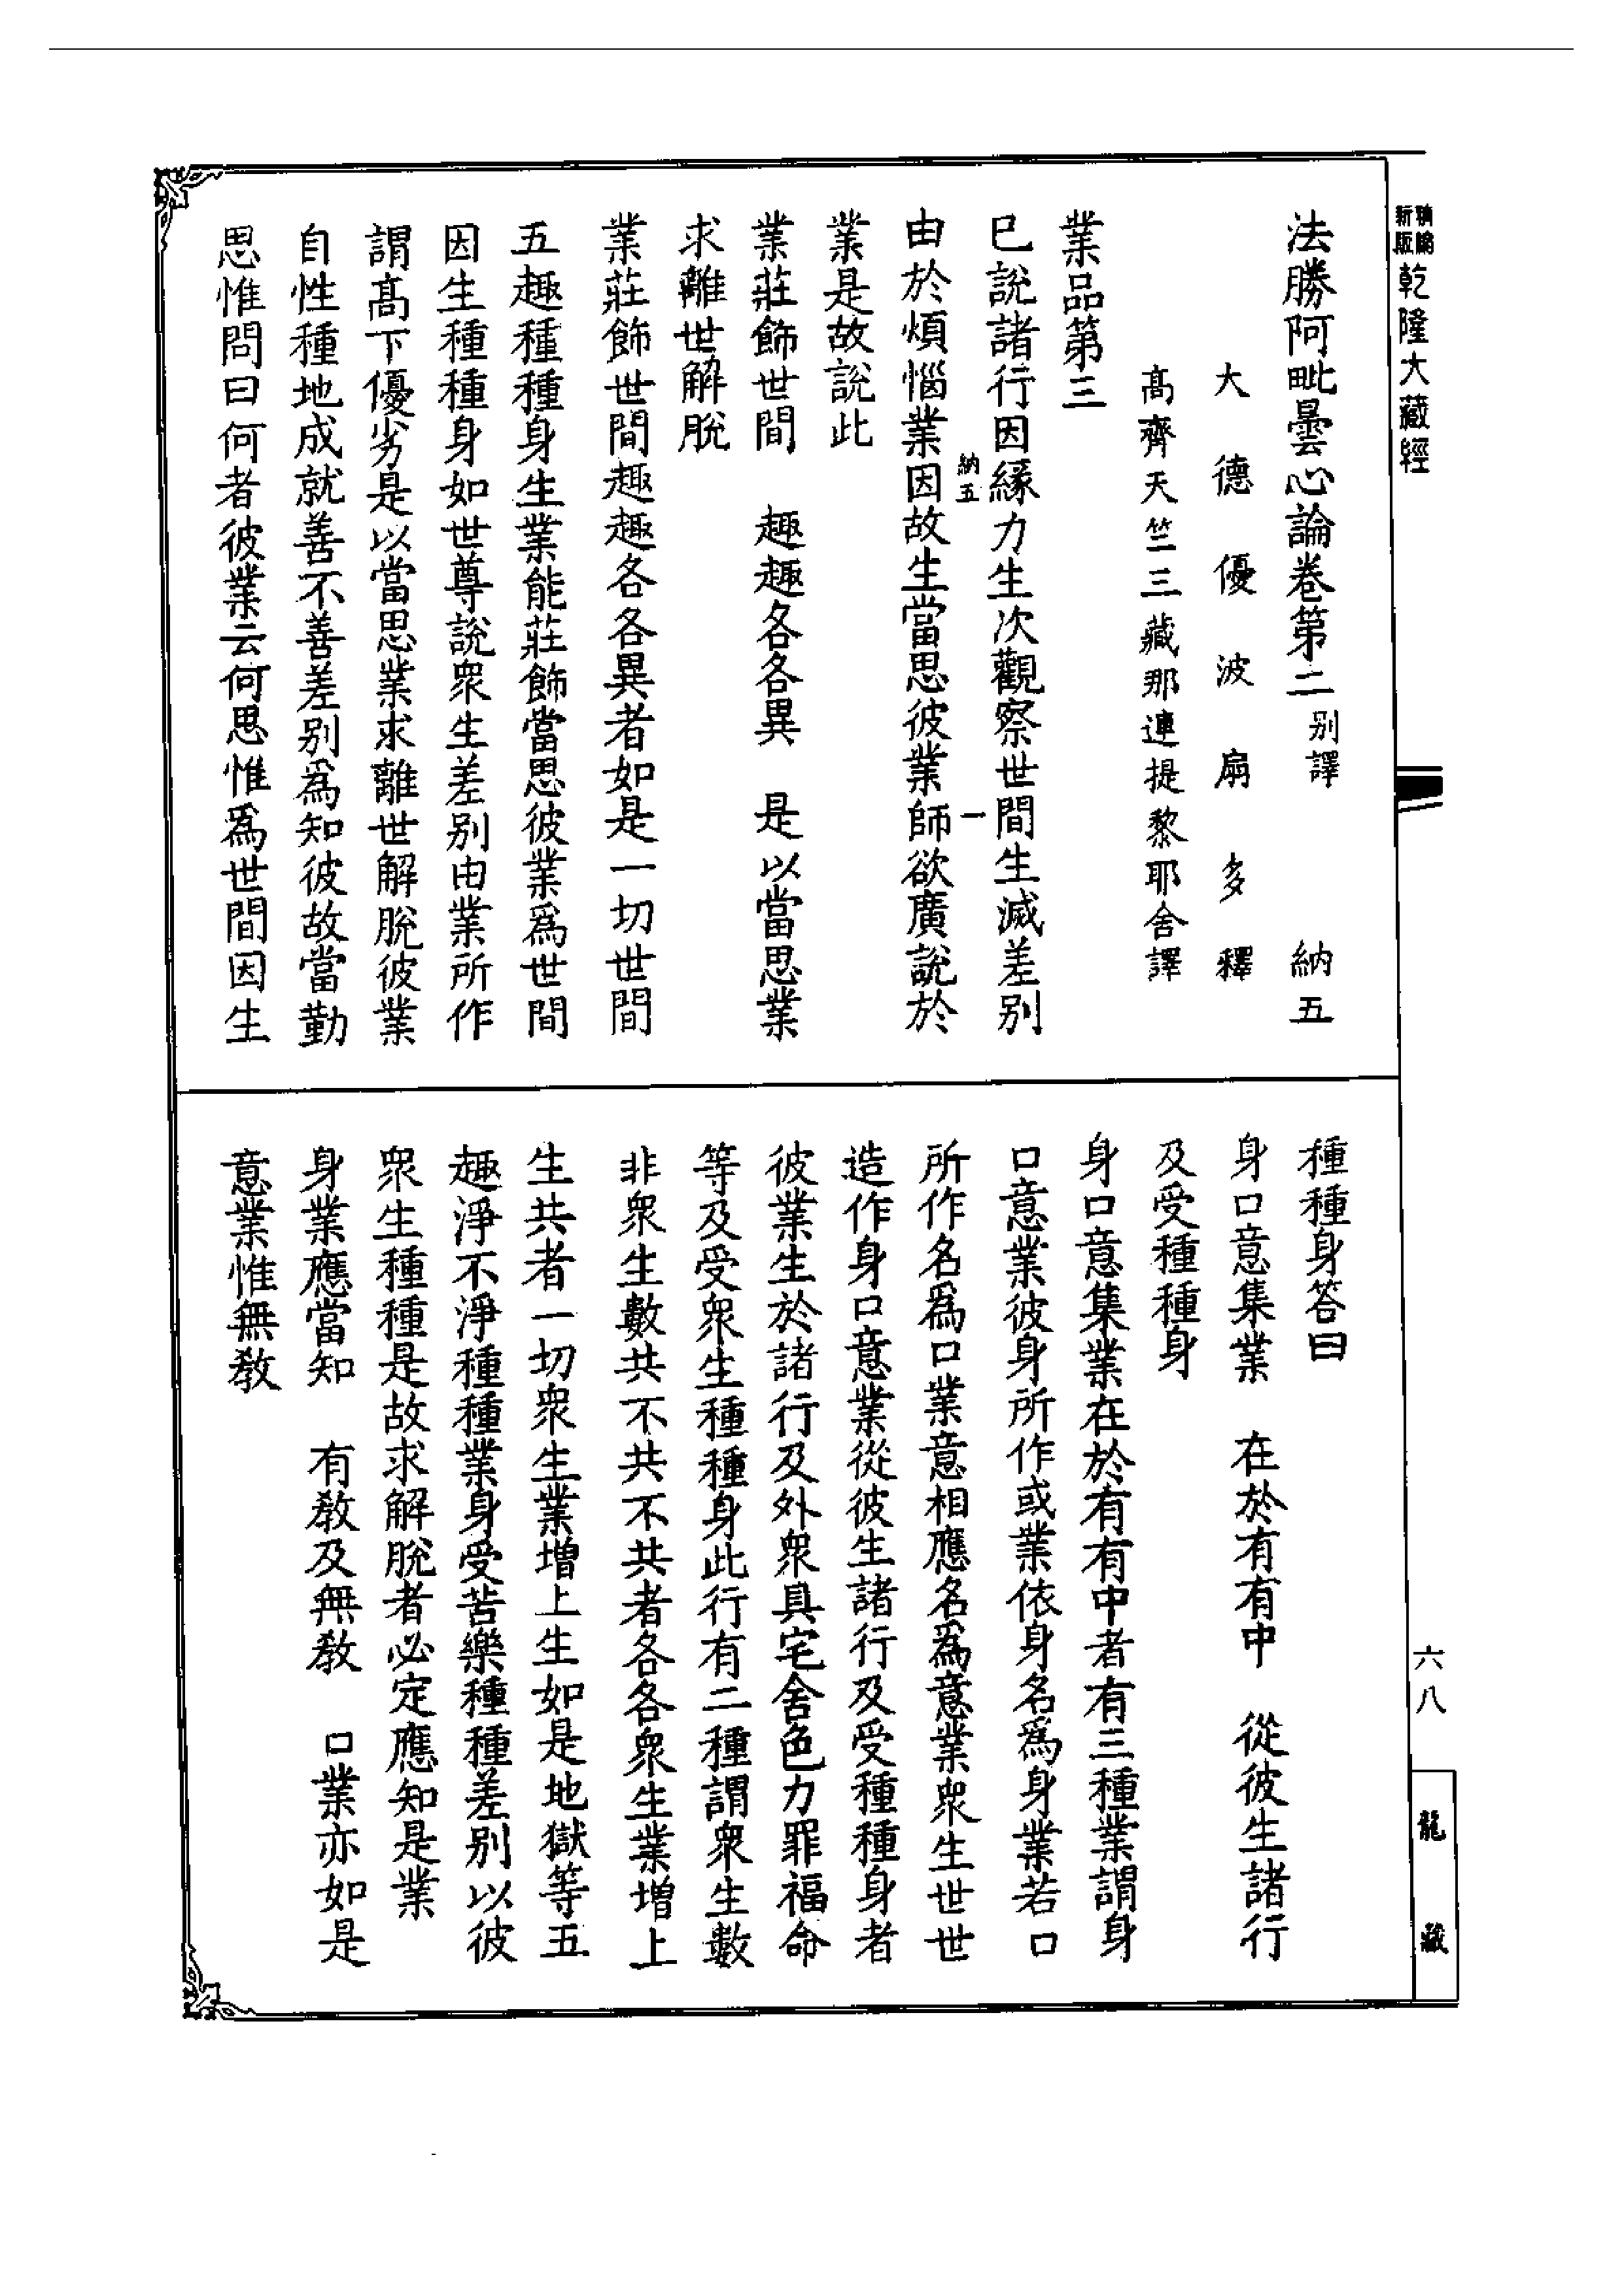 新版精縮乾隆大藏經
法勝阿毗曇心論卷第二別譯 納五
大德優波扇多釋
高齊天竺三藏那連提黎耶舍譯
業品第三
已說諸行因緣力生次觀察世間生滅差別
納五 一
由於煩惱業因故生當思彼業師欲廣說於
業是故說此
業莊飾世間 趣趣各各異 是以當思業
求離世解脫
業莊飾世間趣趣各各異者如是一切世間
五趣種種身生業能莊飾當思彼業為世間
因生種種身如世尊說眾生差別由業所作
謂高下優劣是以當思業求離世解脫彼業
自性種地成就善不善差別為知彼故當勤
思惟問曰何者彼業云何思惟為世間因生
種種身答曰
身口意集業 在於有有中 從彼生諸行
及受種種身
身口意集業在於有有中者有三種業謂身
口意業彼身所作或業依身名為身業若口
所作名為口業意相應名為意業眾生世世
造作身口意業從彼生諸行及受種種身者
彼業生於諸行及外眾具宅舍色力罪福命
等及受眾生種種身此行有二種謂眾生數
非眾生數共不共不共者各各眾生業增上
生共者一切眾生業增上生如是地獄等五
趣淨不淨種種業身受苦樂種種差別以彼
眾生種種是故求解脫者必定應知是業
身業應當知 有教及無教 口業亦如是
意業惟無教
六八
龍藏